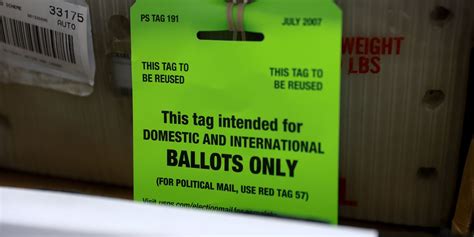 33175
AUTO
PS TAG 191
JULY 2007
THIS TAG TO
BE REUSED
THIS TAG TO
BE REUSED
This tag intended for
DOMESTIC AND INTERNATIONAL
BALLOTS ONLY
(FOR POLITICAL MAIL, USE RED TAG 57)
WEIGHT
LBS